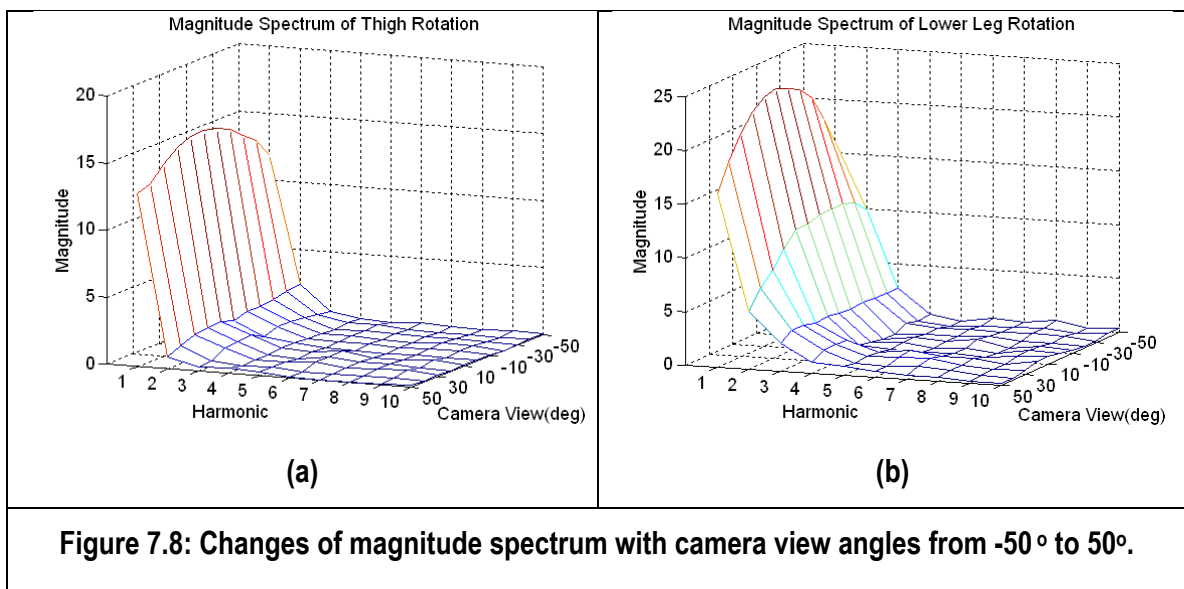 Magnitude Spectrum of Thigh Rotation
20
15
10
5
0
Magnitude
1 2 3 4 5 6 7 8 9 10
Harmonic
50 30 10 -10 -30 -50
Camera View(deg)
(a)
Magnitude Spectrum of Lower Leg Rotation
25
20
15
10
5
0
Magnitude
1 2 3 4 5 6 7 8 9 10
Harmonic
50 30 10 -10 -30 -50
Camera View(deg)
(b)
Figure 7.8: Changes of magnitude spectrum with camera view angles from -50 º to 50º.